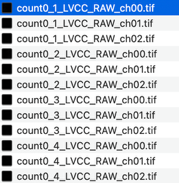 count0_1_LVCC_RAW_ch00.tif
count0_1_LVCC_RAW_ch01.tif
count0_1_LVCC_RAW_ch02.tif
count0_2_LVCC_RAW_ch00.tif
count0_2_LVCC_RAW_ch01.tif
count0_2_LVCC_RAW_ch02.tif
count0_3_LVCC_RAW_ch00.tif
count0_3_LVCC_RAW_ch01.tif
count0_3_LVCC_RAW_ch02.tif
count0_4_LVCC_RAW_ch00.tif
count0_4_LVCC_RAW_ch01.tif
count0_4_LVCC_RAW_ch02.tif